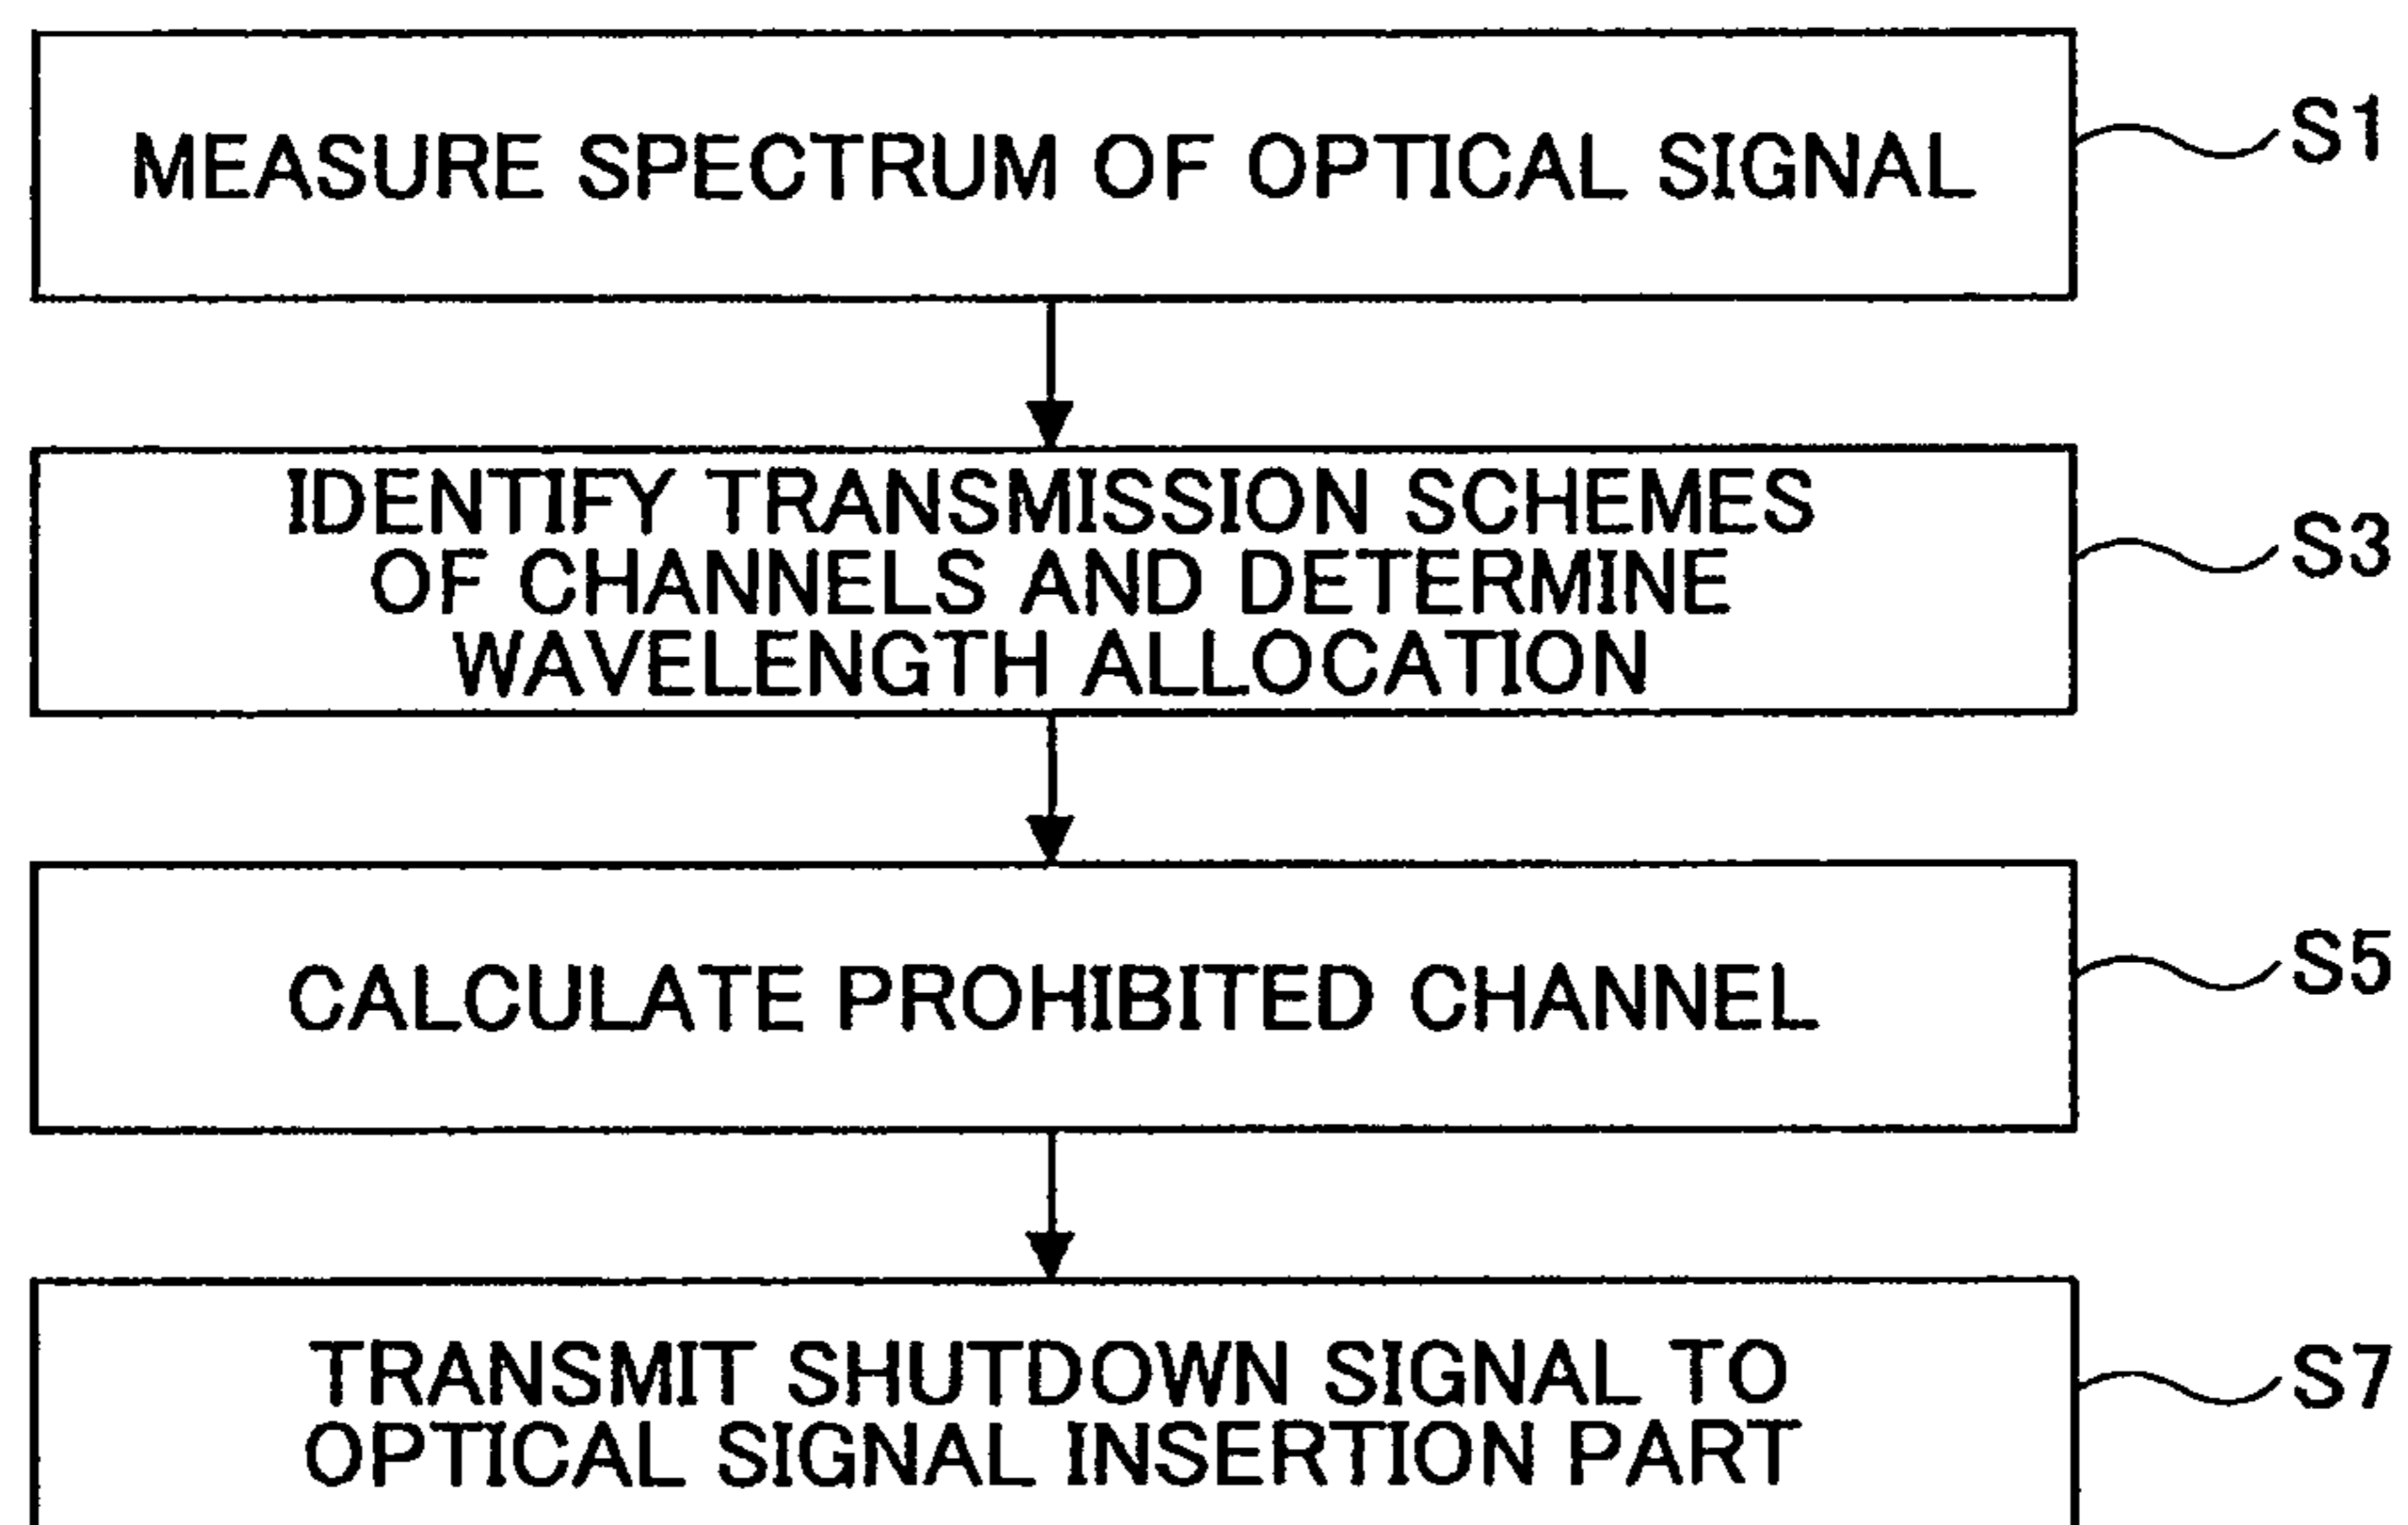 MEASURE SPECTRUM OF OPTICAL SIGNAL
S1
IDENTIFY TRANSMISSION SCHEMES
OF CHANNELS AND DETERMINE
WAVELENGTH ALLOCATION
S3
CALCULATE PROHIBITED CHANNEL
S5
TRANSMIT SHUTDOWN SIGNAL TO
OPTICAL SIGNAL INSERTION PART
S7